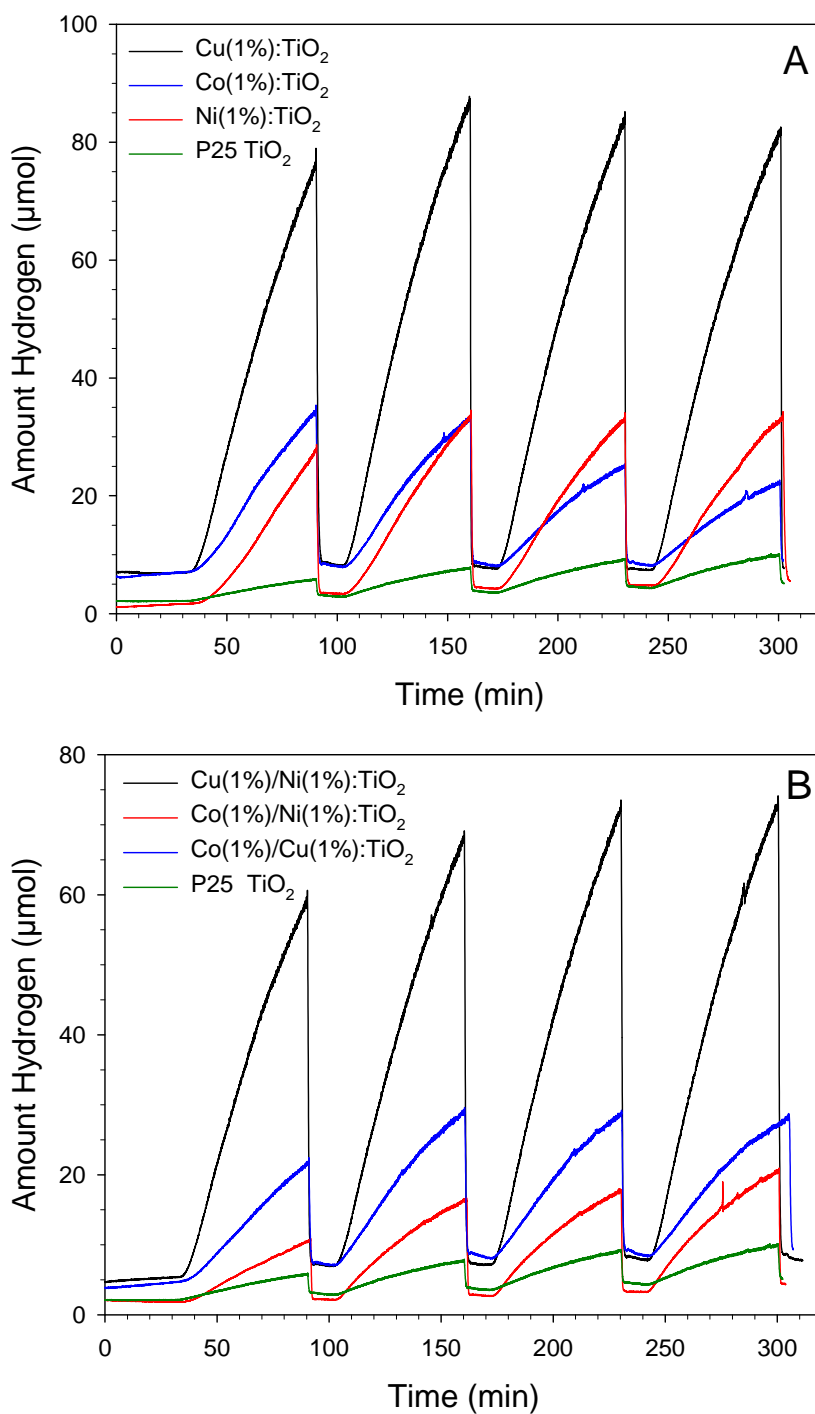 A
Cu(1%):TiO₂
Co(1%):TiO₂
Ni(1%):TiO₂
P25 TiO₂
Amount Hydrogen (µmol)
100
80
60
40
20
0
0 50 100 150 200 250 300
Time (min)
B
Cu(1%)/Ni(1%):TiO₂
Co(1%)/Ni(1%):TiO₂
Co(1%)/Cu(1%):TiO₂
P25 TiO₂
Amount Hydrogen (µmol)
80
60
40
20
0
0 50 100 150 200 250 300
Time (min)